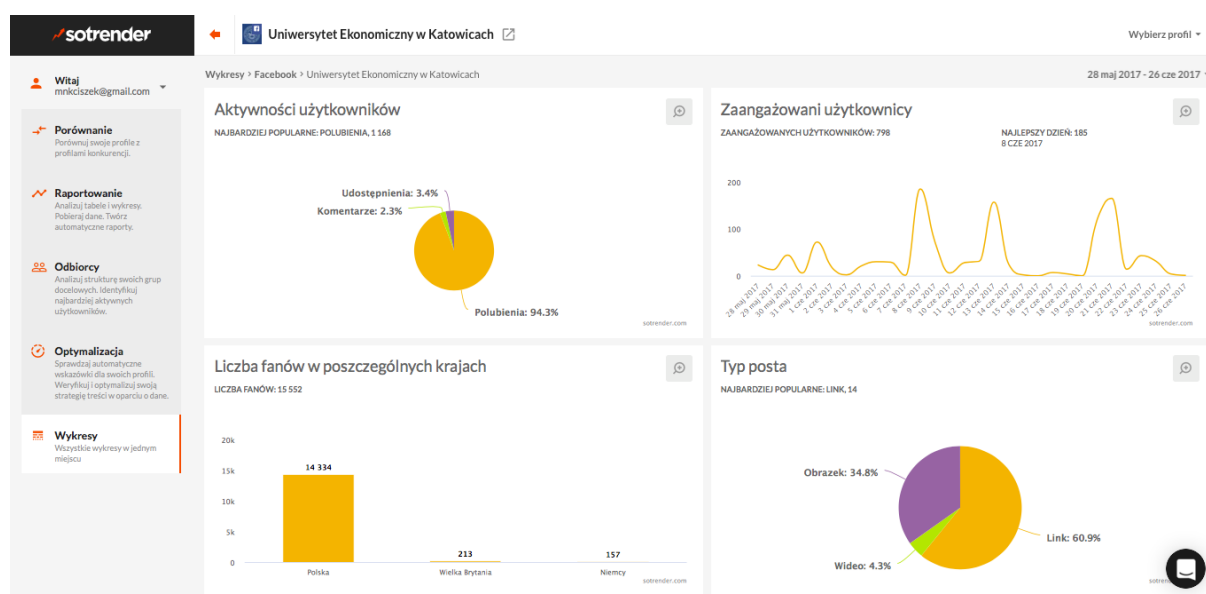 sotrender
Uniwersytet Ekonomiczny w Katowicach
Wybierz profil
Witaj
mnkciszek@gmail.com
Porównanie
Porównuj swoje profile z
profilami konkurencji.
Raportowanie
Analizuj tabele i wykresy.
Pobieraj dane. Twórz
automatyczne raporty.
Odbiorcy
Analizuj strukturę swoich grup
docelowych. Identyfikuj
najbardziej aktywnych
użytkowników.
Optymalizacja
Sprawdzaj automatyczne
wskazówki dla swoich profili.
Weryfikuj i optymalizuj swoją
strategię treści w oparciu o dane.
Wykresy
Wszystkie wykresy w jednym
miejscu
Wykresy > Facebook > Uniwersytet Ekonomiczny w Katowicach
28 maj 2017 - 26 cze 2017
Aktywności użytkowników
NAJBARDZIEJ POPULARNE: POLUBIENIA, 1 168
Udostępnienia: 3.4%
Komentarze: 2.3%
Polubienia: 94.3%
sotrender.com
Zaangażowani użytkownicy
ZAANGAŻOWANYCH UŻYTKOWNIKÓW: 798
NAJLEPSZY DZIEŃ: 185
8 CZE 2017
200
100
0
28 maj 2017
29 maj 2017
30 maj 2017
31 maj 2017
1 cze 2017
2 cze 2017
3 cze 2017
4 cze 2017
5 cze 2017
6 cze 2017
7 cze 2017
8 cze 2017
9 cze 2017
10 cze 2017
11 cze 2017
12 cze 2017
13 cze 2017
14 cze 2017
15 cze 2017
16 cze 2017
17 cze 2017
18 cze 2017
19 cze 2017
20 cze 2017
21 cze 2017
22 cze 2017
23 cze 2017
24 cze 2017
25 cze 2017
26 cze 2017
sotrender.com
Liczba fanów w poszczególnych krajach
LICZBA FANÓW: 15 552
20k
15k
10k
5k
0
14 334
213
157
Polska
Wielka Brytania
Niemcy
sotrender.com
Typ posta
NAJBARDZIEJ POPULARNE: LINK, 14
Obrazek: 34.8%
Wideo: 4.3%
Link: 60.9%
sotren